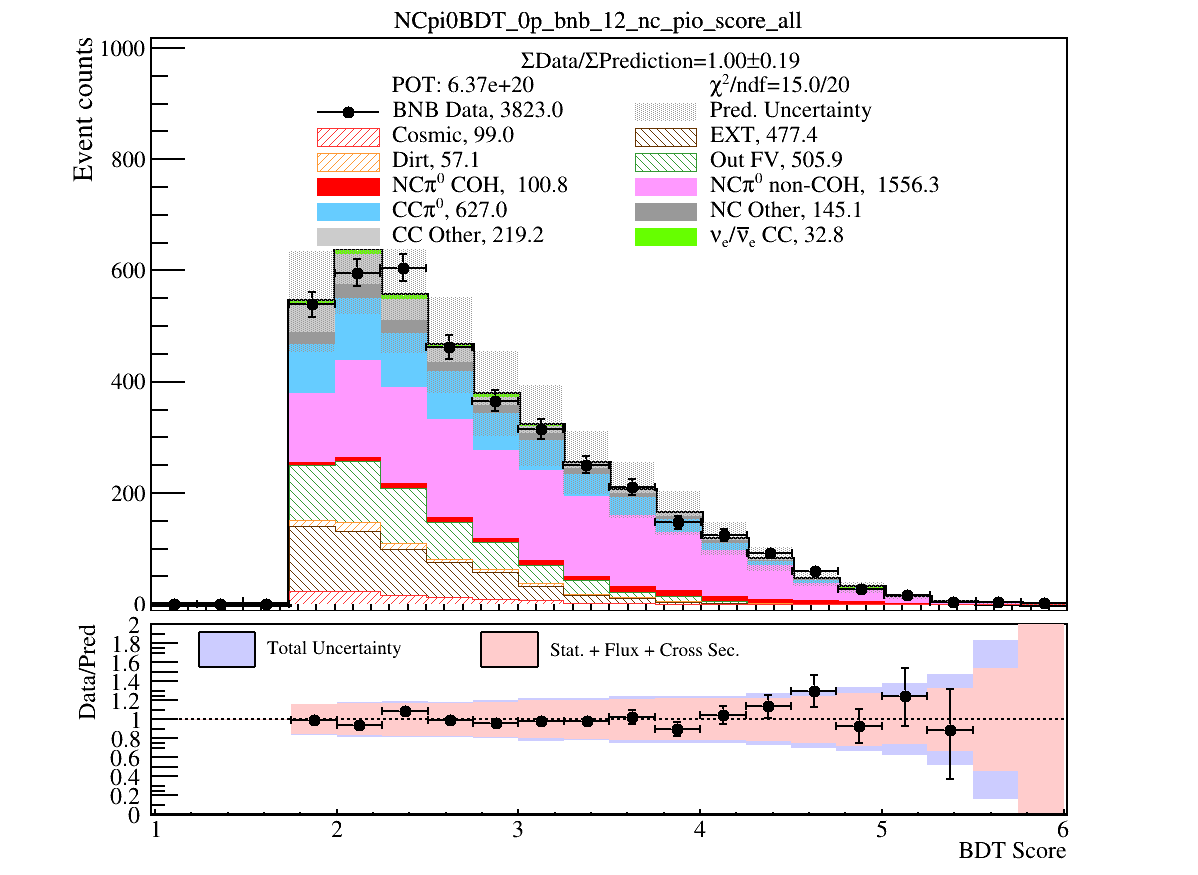 NCpi0BDT_0p_bnb_12_nc_pio_score_all
ΣData/ΣPrediction=1.00±0.19
POT: 6.37e+20
χ²/ndf=15.0/20
BNB Data, 3823.0
Pred. Uncertainty
Cosmic, 99.0
EXT, 477.4
Dirt, 57.1
Out FV, 505.9
NCπ⁰ COH, 100.8
NCπ⁰ non-COH, 1556.3
CCπ⁰, 627.0
NC Other, 145.1
CC Other, 219.2
νₑ/ν̅ₑ CC, 32.8
Event counts
1000
800
600
400
200
0
Data/Pred
2
1.8
1.6
1.4
1.2
1
0.8
0.6
0.4
0.2
0
Total Uncertainty
Stat. + Flux + Cross Sec.
1 2 3 4 5 6
BDT Score